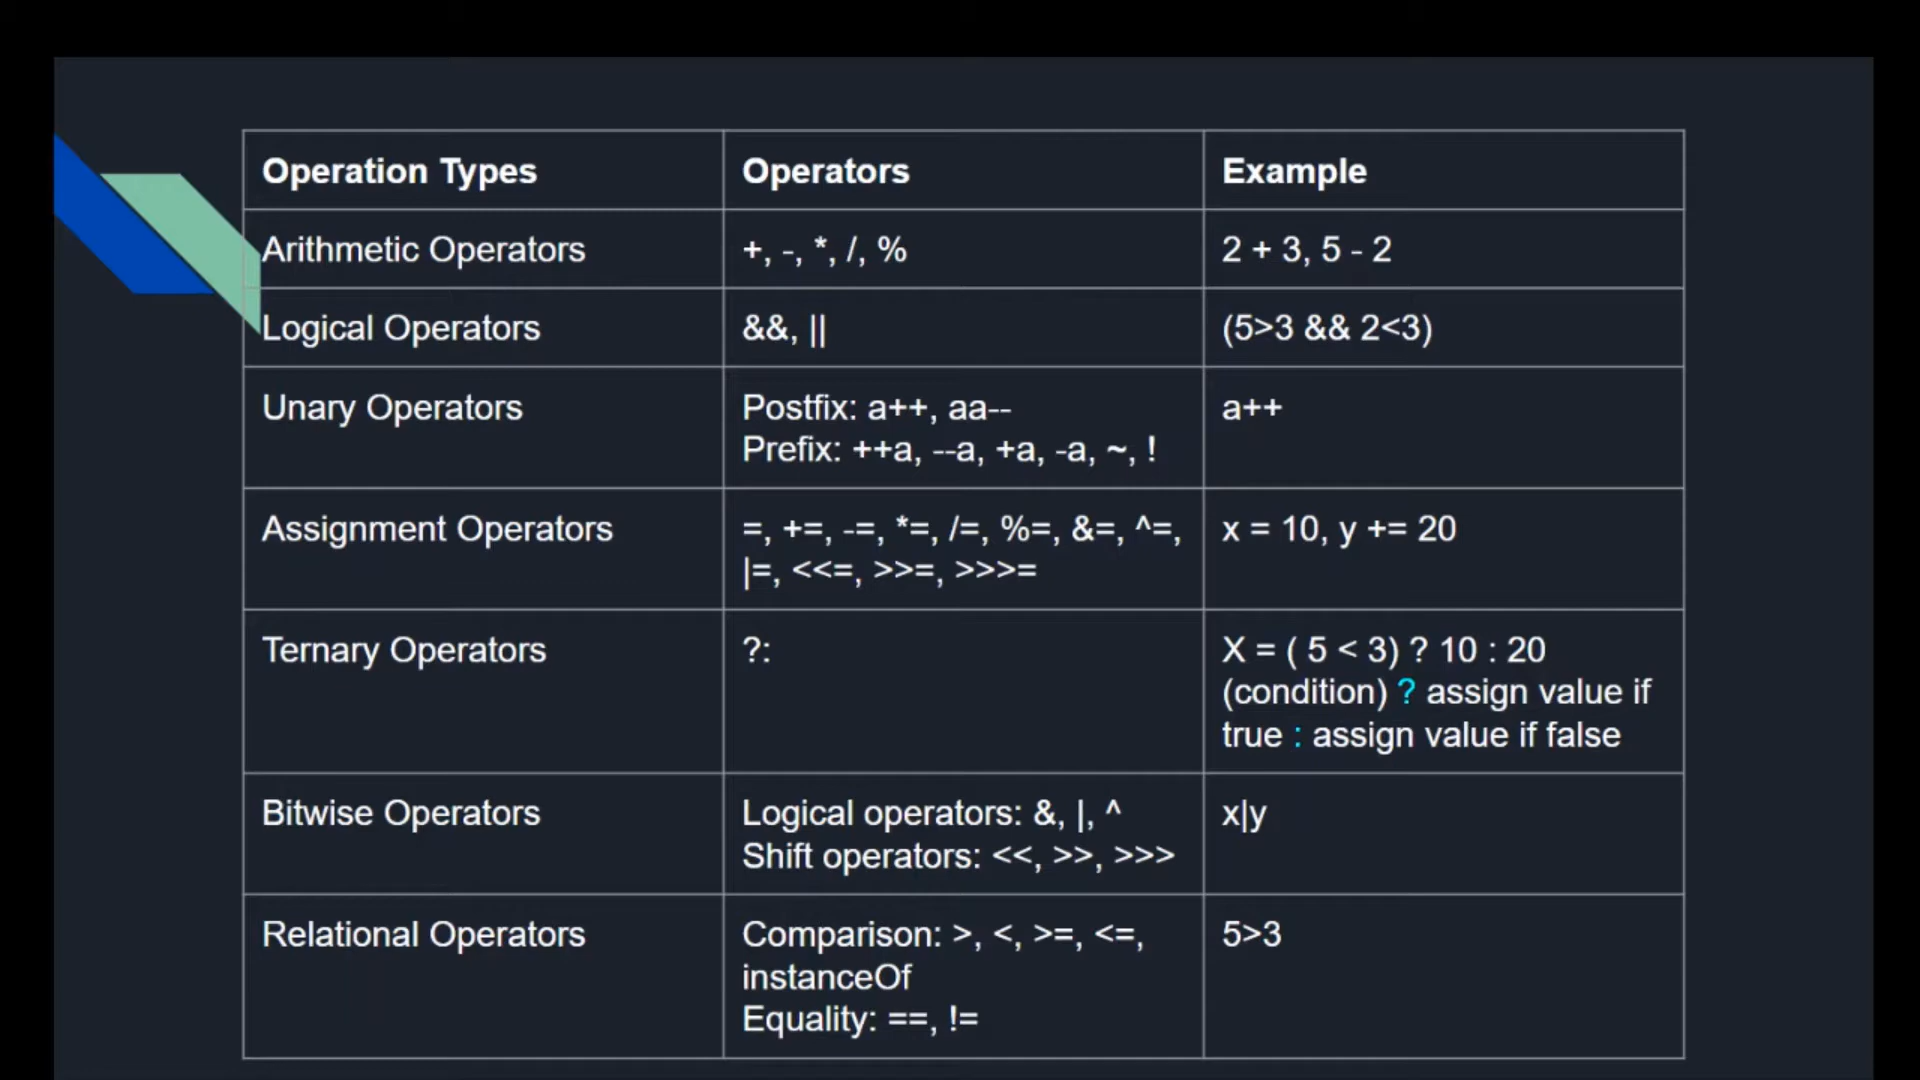 Operation Types Operators Example
Arithmetic Operators +, -, *, /, % 2 + 3, 5 - 2
Logical Operators &&, || (5>3 && 2<3)
Unary Operators Postfix: a++, aa-- a++
Prefix: ++a, --a, +a, -a, ~, !
Assignment Operators =, +=, -=, *=, /=, %=, &=, ^=, x = 10, y += 20
|=, <<=, >>=, >>>=
Ternary Operators ?: X = ( 5 < 3) ? 10 : 20
(condition) ? assign value if
true : assign value if false
Bitwise Operators Logical operators: &, |, ^ x|y
Shift operators: <<, >>, >>>
Relational Operators Comparison: >, <, >=, <=, 5>3
instanceOf
Equality: ==, !=